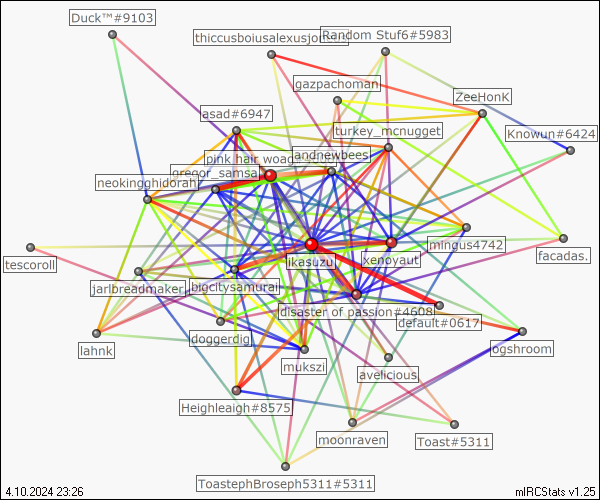 Duck™#9103
thiccusboiusalexusjon
Random Stuf6#5983
gazpachoman
ZeeHonK
asad#6947
turkey_mcnugget
Knowun#6424
pink hair woad
andnewbees
gregor_samsa
neokingghidorah
mingus4742
facadas.
tescoroll
ikasuzu
xenoyaut
jarlbreadmaker
bigcitysamurai
disaster of passion#4608
default#0617
lahnk
doggerdig
ogshroom
mukszi
avelicious
Heighleaigh#8575
moonraven
Toast#5311
ToastephBroseph5311#5311
4.10.2024 23:26
mIRCStats v1.25